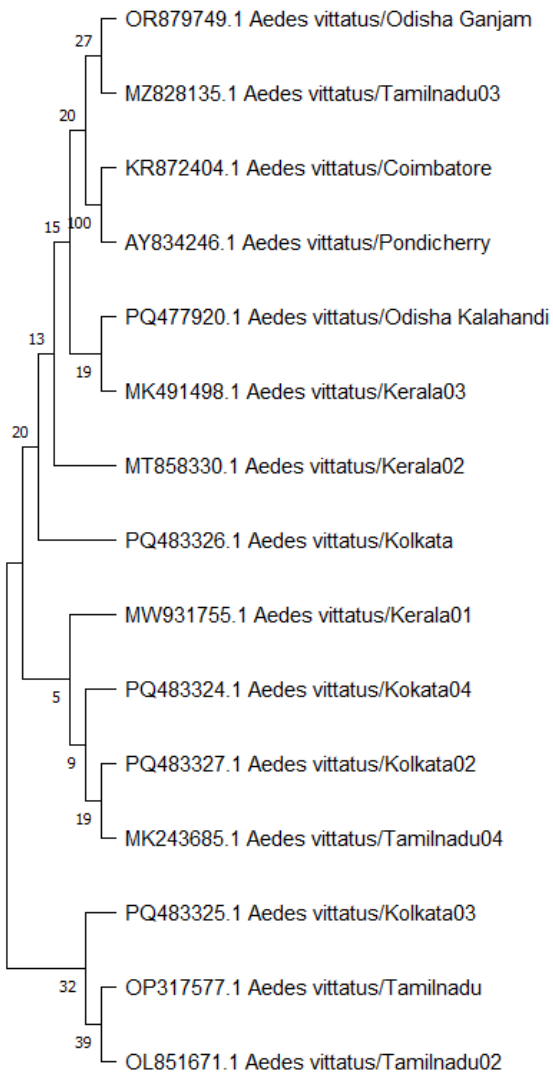 OR879749.1 Aedes vittatus/Odisha Ganjam
27
MZ828135.1 Aedes vittatus/Tamilnadu03
20
KR872404.1 Aedes vittatus/Coimbatore
15
100
AY834246.1 Aedes vittatus/Pondicherry
PQ477920.1 Aedes vittatus/Odisha Kalahandi
13
19
MK491498.1 Aedes vittatus/Kerala03
20
MT858330.1 Aedes vittatus/Kerala02
PQ483326.1 Aedes vittatus/Kolkata
MW931755.1 Aedes vittatus/Kerala01
5
PQ483324.1 Aedes vittatus/Kokata04
9
PQ483327.1 Aedes vittatus/Kolkata02
19
MK243685.1 Aedes vittatus/Tamilnadu04
PQ483325.1 Aedes vittatus/Kolkata03
32
OP317577.1 Aedes vittatus/Tamilnadu
39
OL851671.1 Aedes vittatus/Tamilnadu02